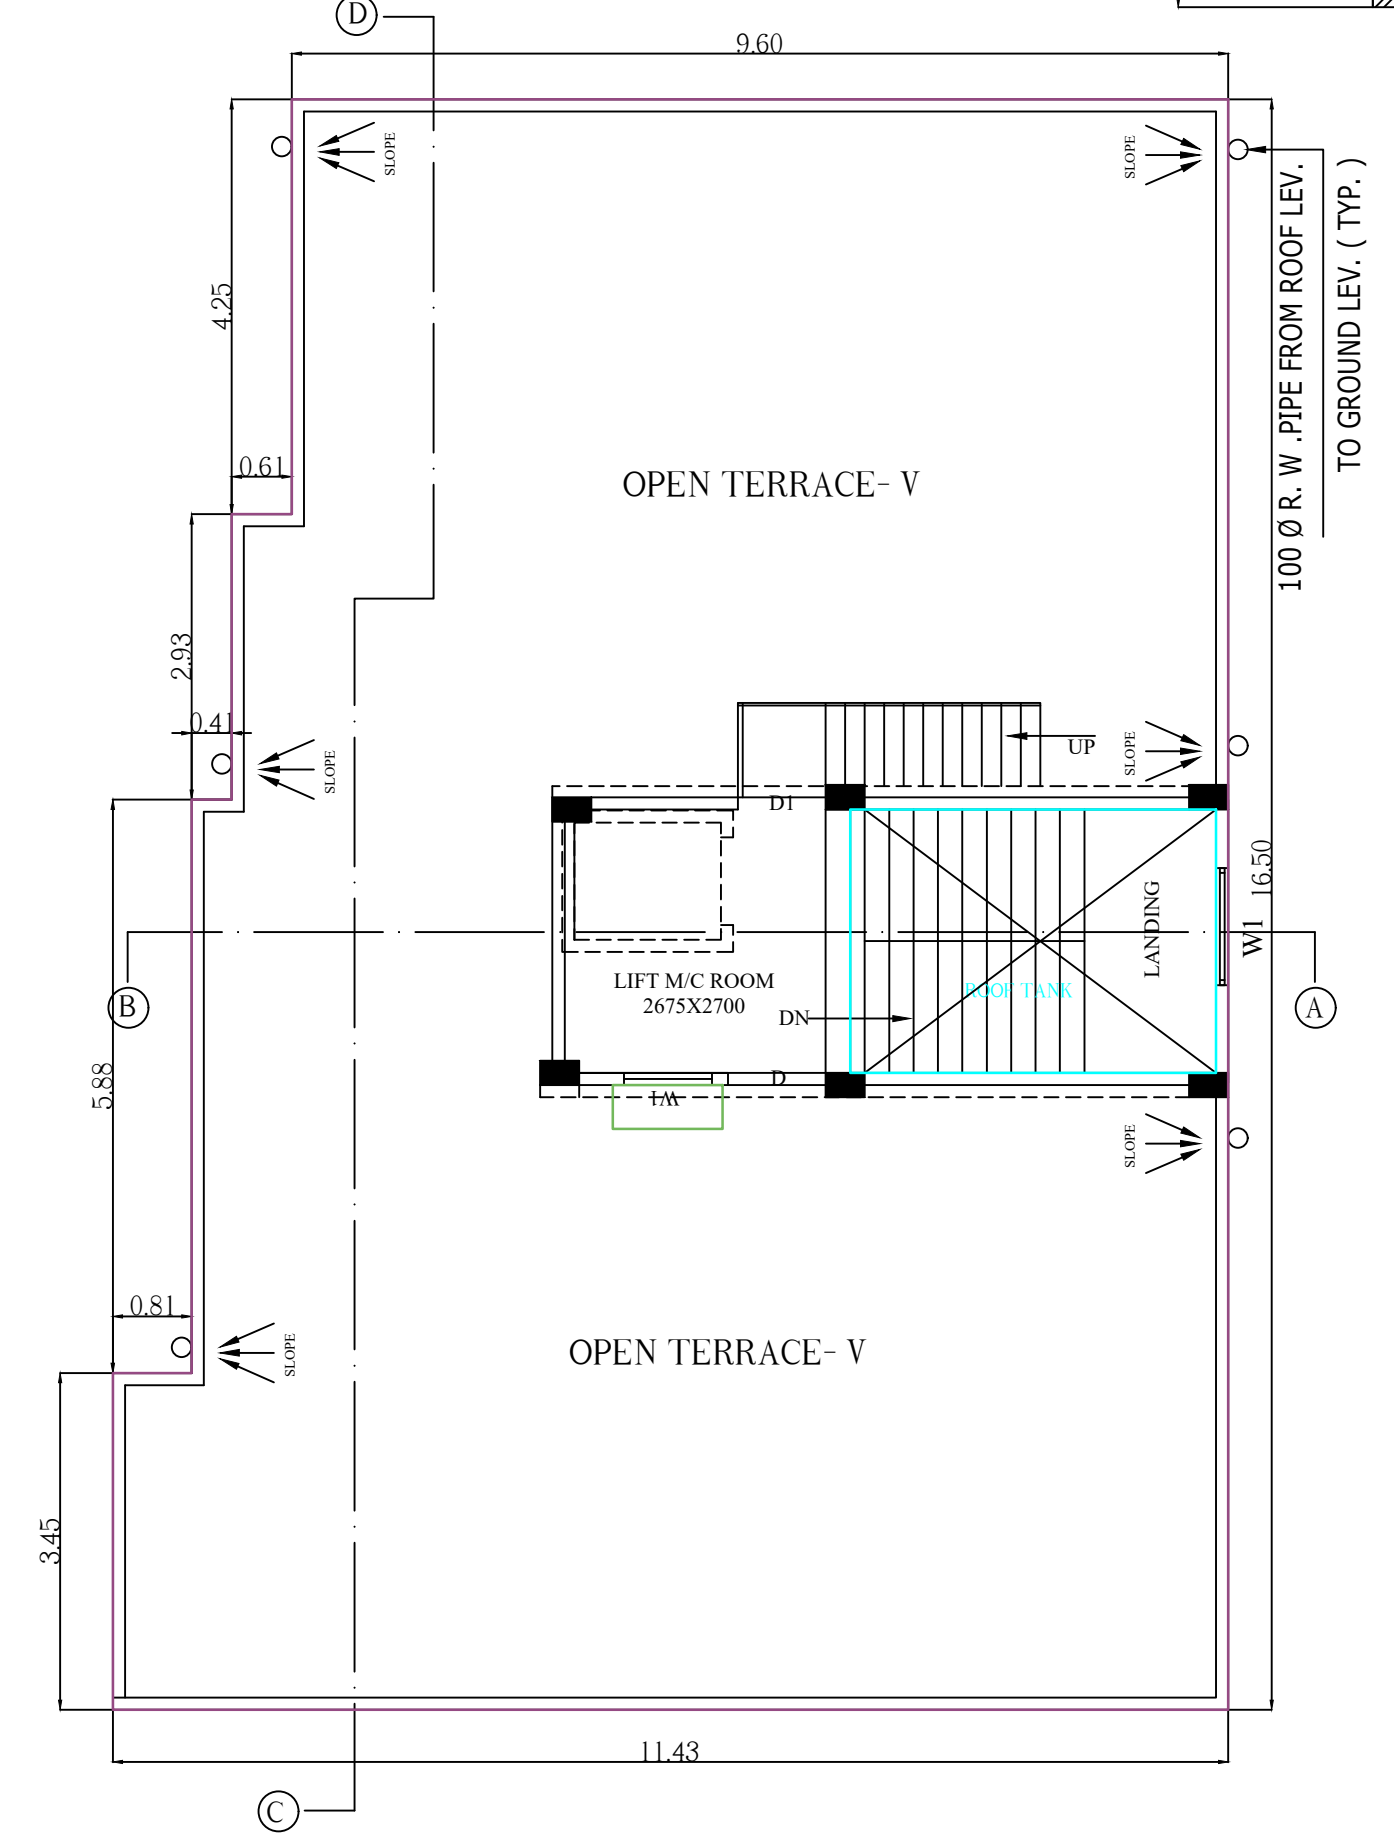 D
9.60
SLOPE
SLOPE
100 Ø R. W .PIPE FROM ROOF LEV.
TO GROUND LEV. ( TYP. )
4.25
0.61
OPEN TERRACE- V
2.93
0.41
SLOPE
SLOPE
UP
D1
16.50
LANDING
W1
LIFT M/C ROOM
2675X2700
ROOF TANK
DN
B
A
5.88
D
W1
SLOPE
0.81
SLOPE
OPEN TERRACE- V
3.45
11.43
C